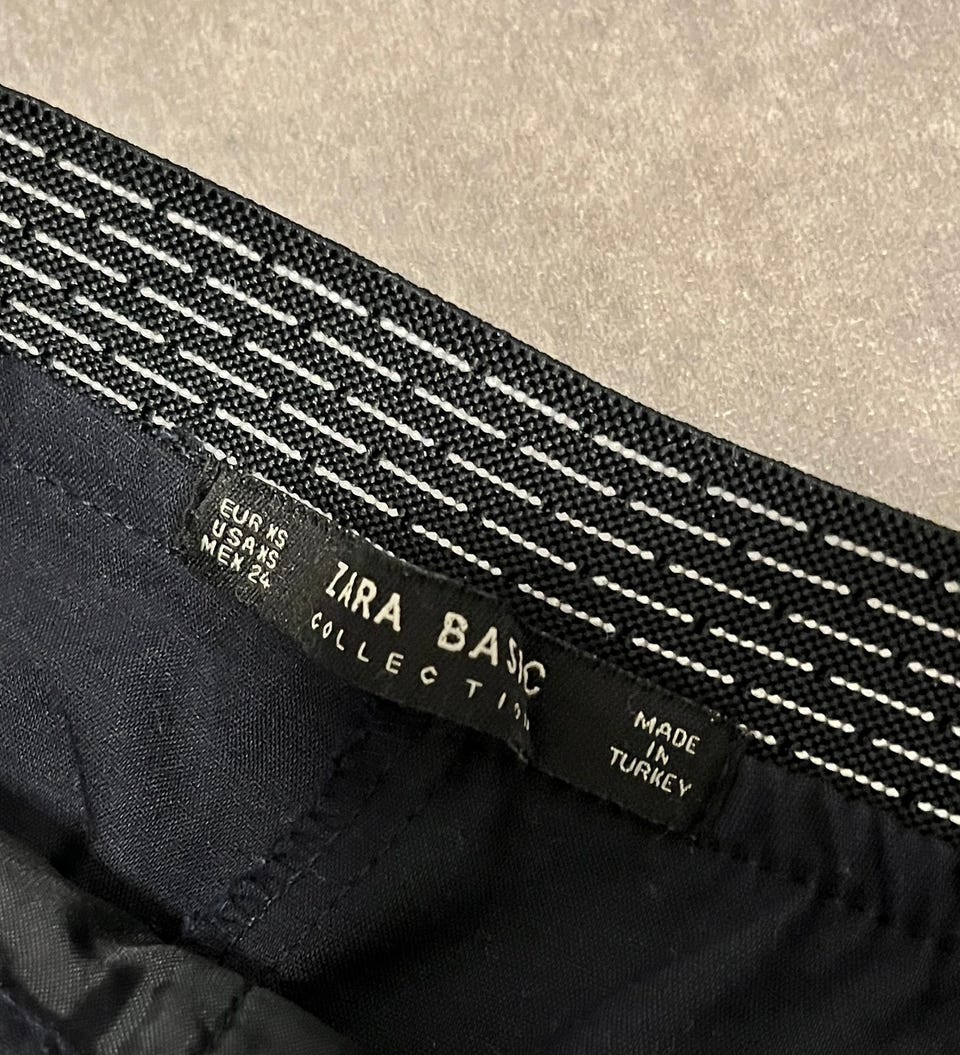 EUR XS
USA XS
MEX 24
ZARA BASIC
COLLECTION
MADE
IN
TURKEY